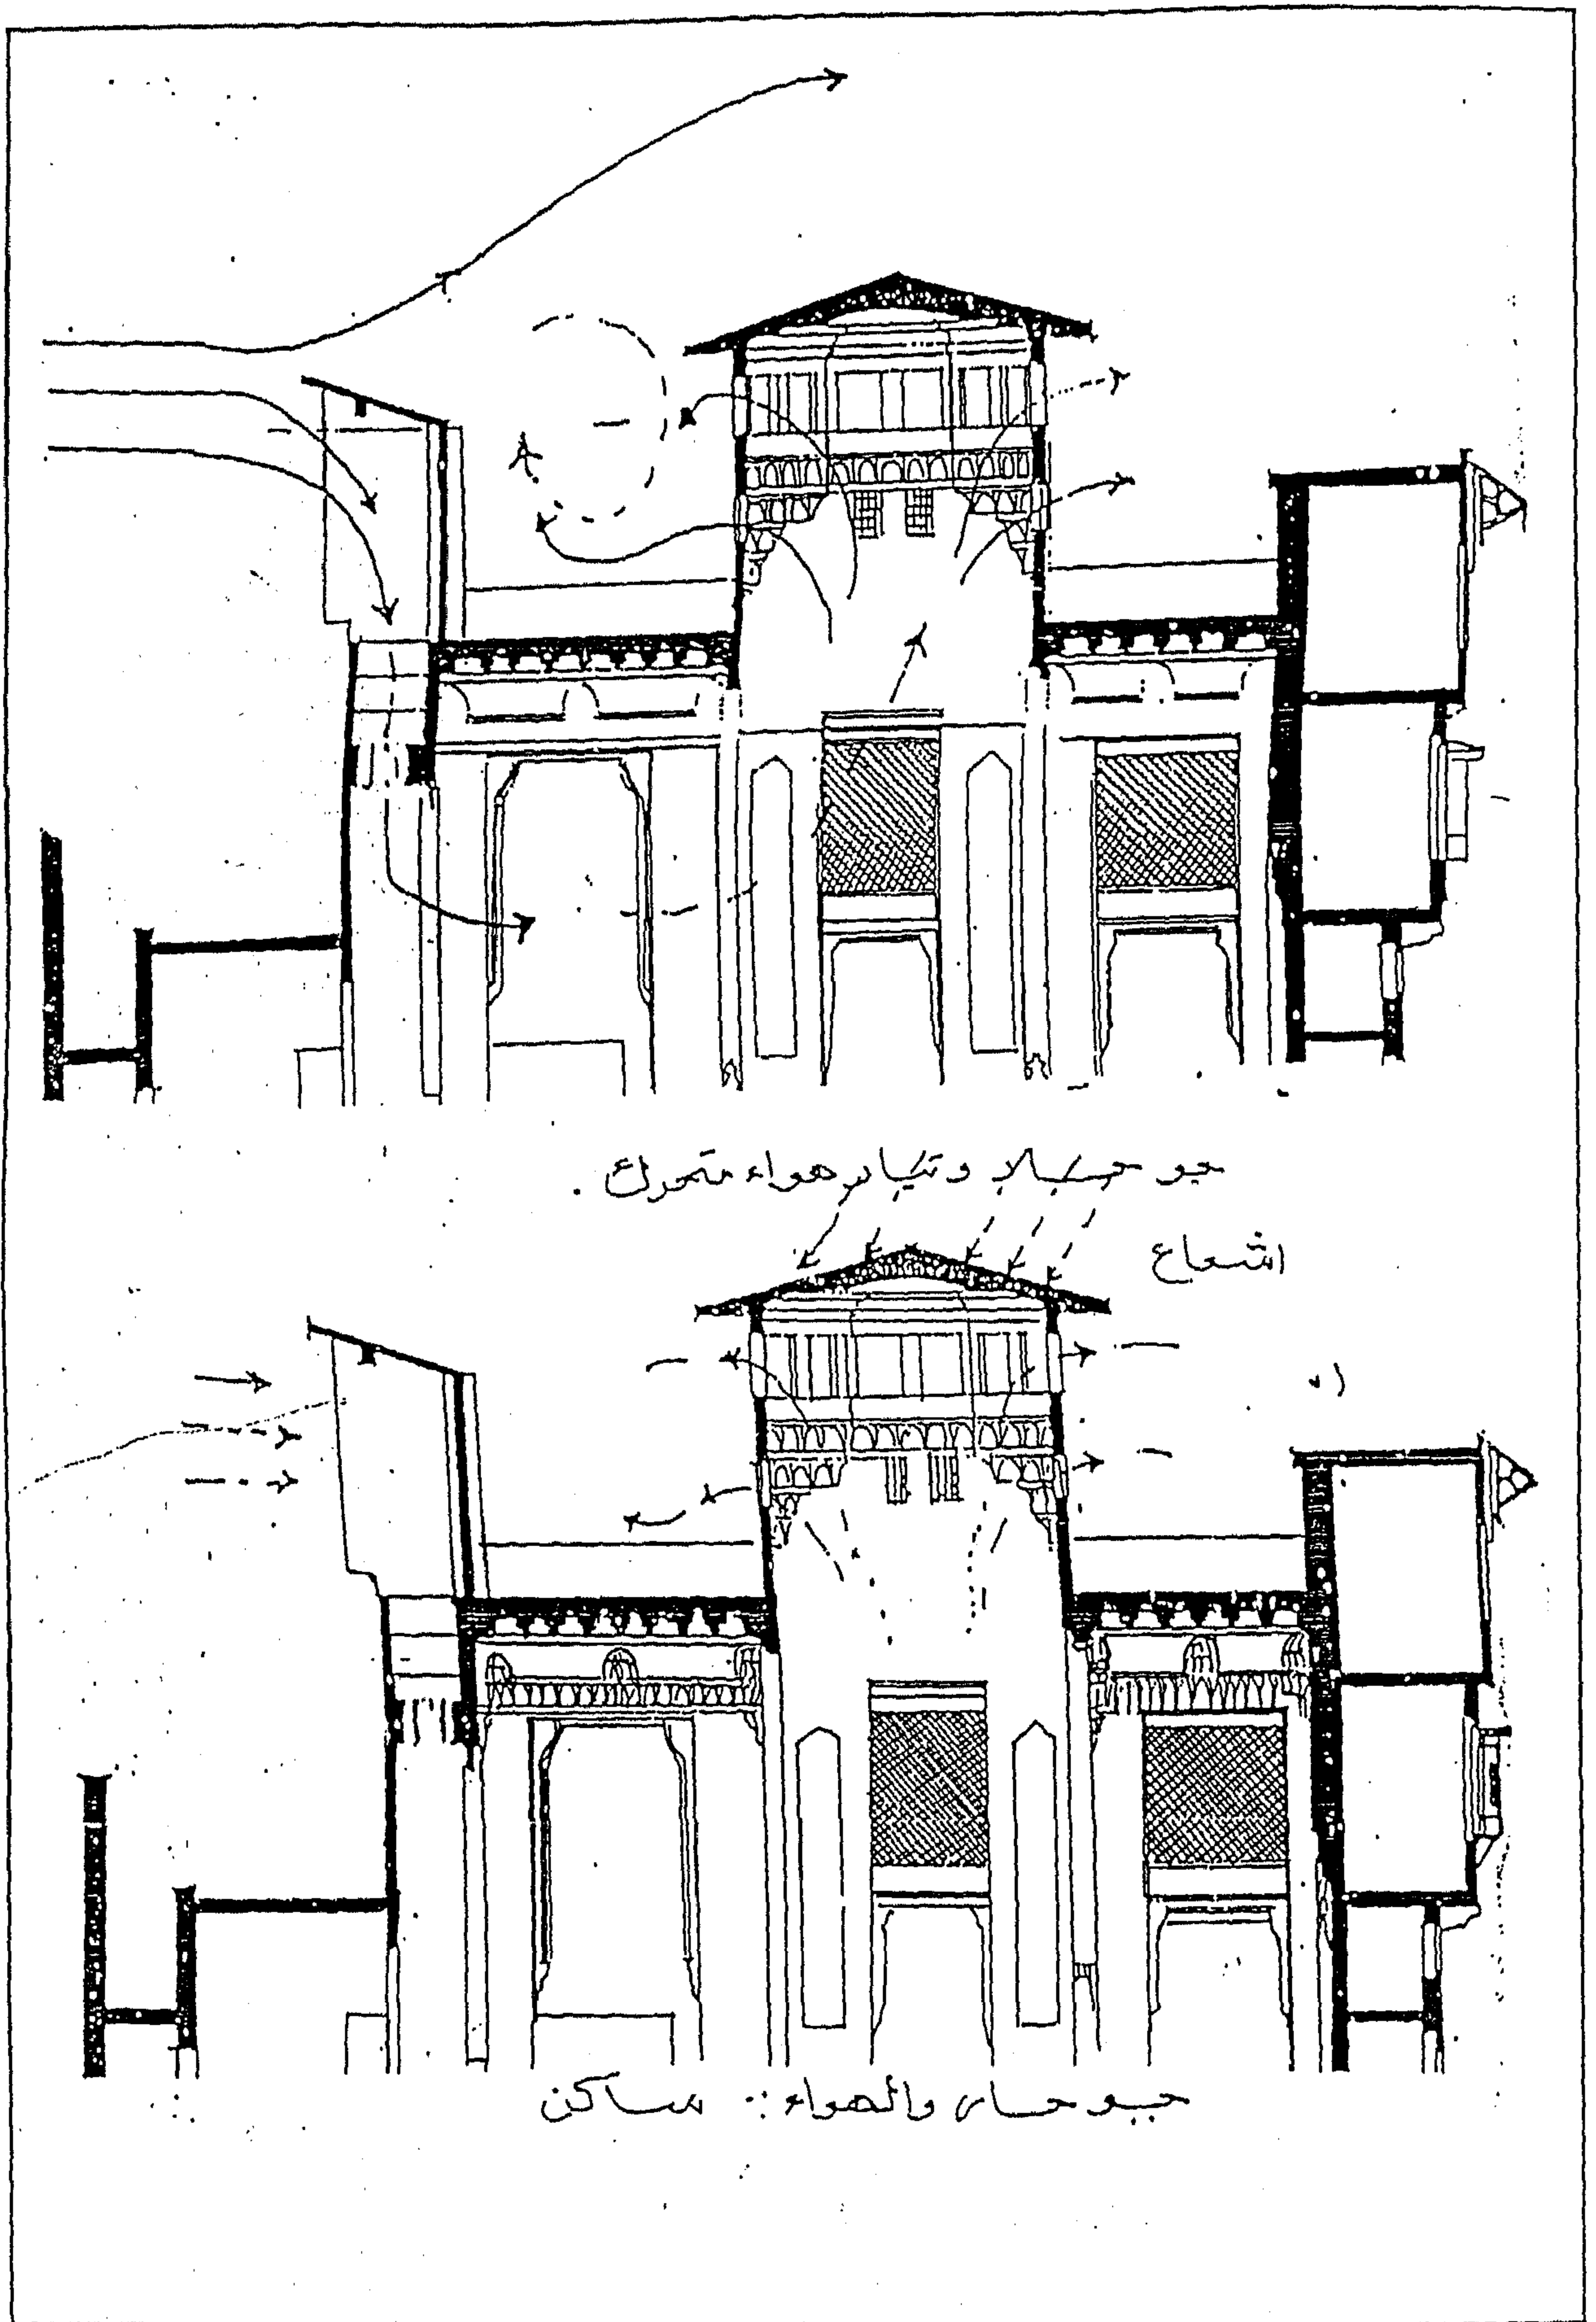 جو حار وتيار هواء متحرك .
اشعاع
جو حار والهواء ساكن